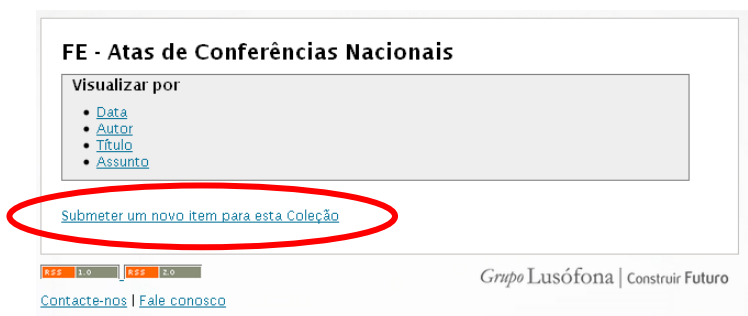 FE - Atas de Conferências Nacionais
Visualizar por
Data
Autor
Título
Assunto
Submeter um novo item para esta Coleção
RSS 1.0 RSS 2.0
Grupo Lusófona | Construir Futuro
Contacte-nos | Fale conosco